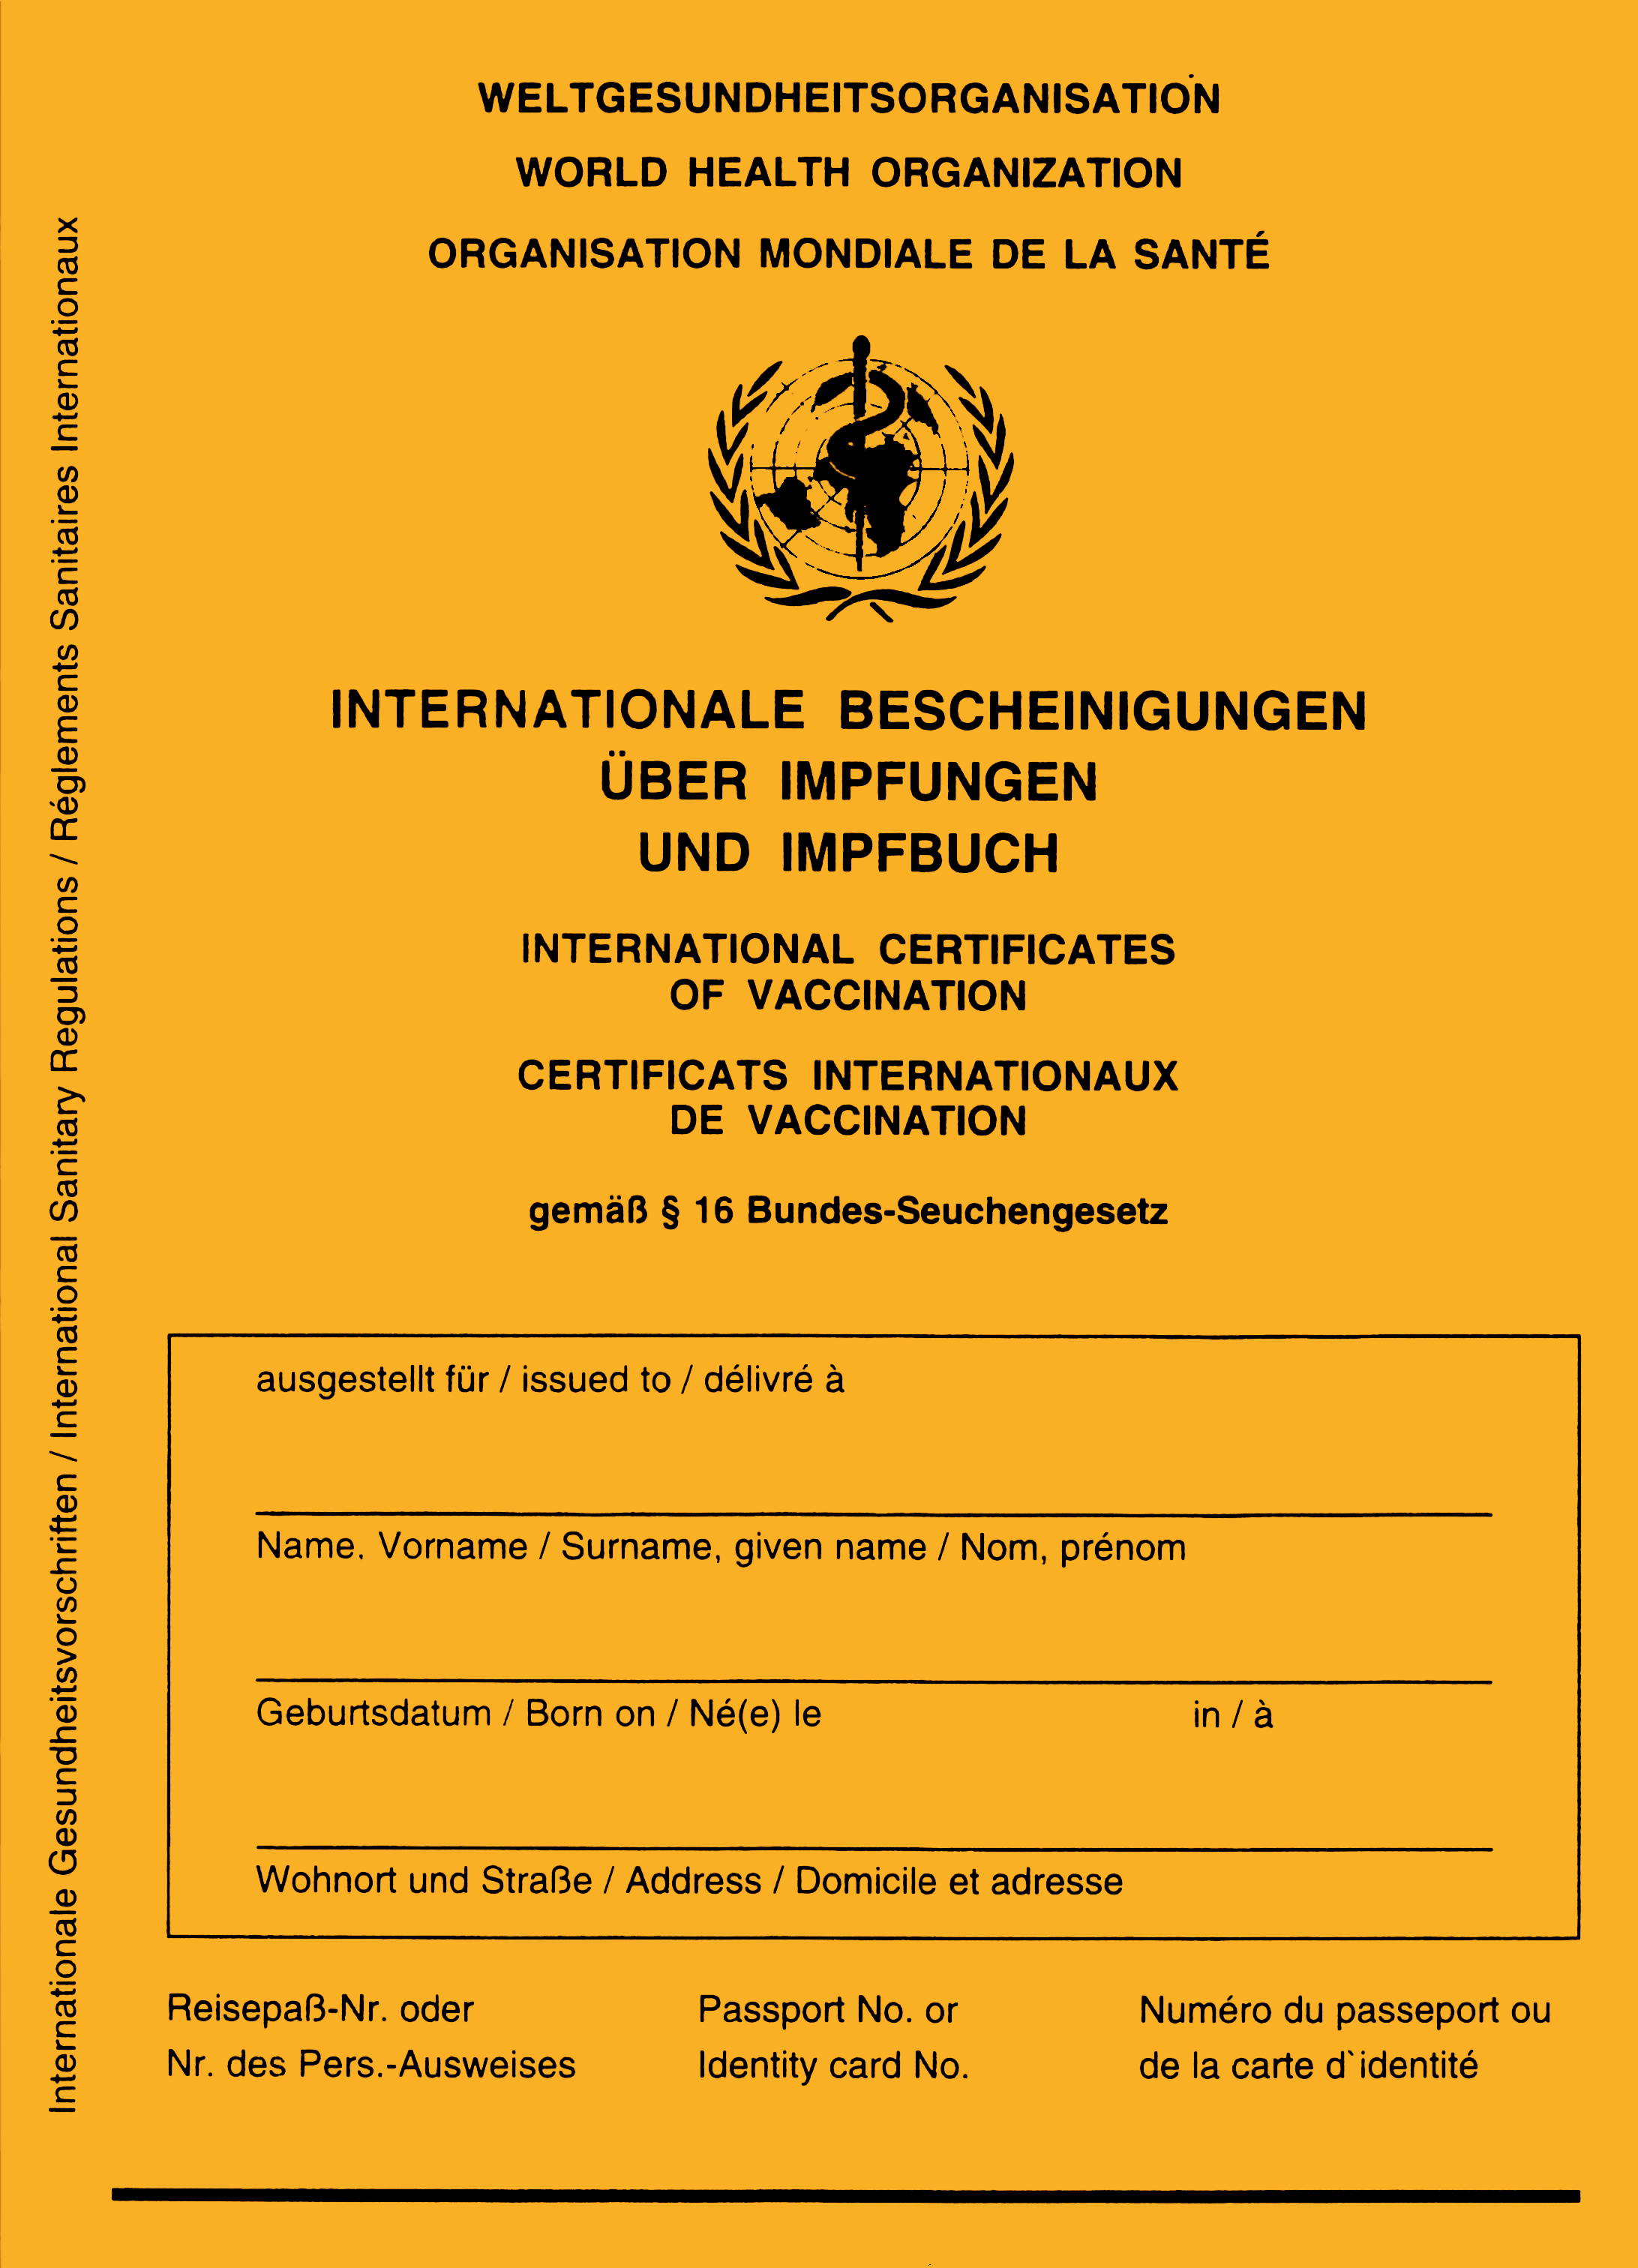 WELTGESUNDHEITSORGANISATION
WORLD HEALTH ORGANIZATION
ORGANISATION MONDIALE DE LA SANTÉ
INTERNATIONALE BESCHEINIGUNGEN
ÜBER IMPFUNGEN
UND IMPFBUCH
INTERNATIONAL CERTIFICATES
OF VACCINATION
CERTIFICATS INTERNATIONAUX
DE VACCINATION
gemäß § 16 Bundes-Seuchengesetz
ausgestellt für / issued to / délivré à
Name, Vorname / Surname, given name / Nom, prénom
Geburtsdatum / Born on / Né(e) le in / à
Wohnort und Straße / Address / Domicile et adresse
Reisepaß-Nr. oder Passport No. or Numéro du passeport ou
Nr. des Pers.-Ausweises Identity card No. de la carte d`identité
Internationale Gesundheitsvorschriften / International Sanitary Regulations / Réglements Sanitaires Internationaux